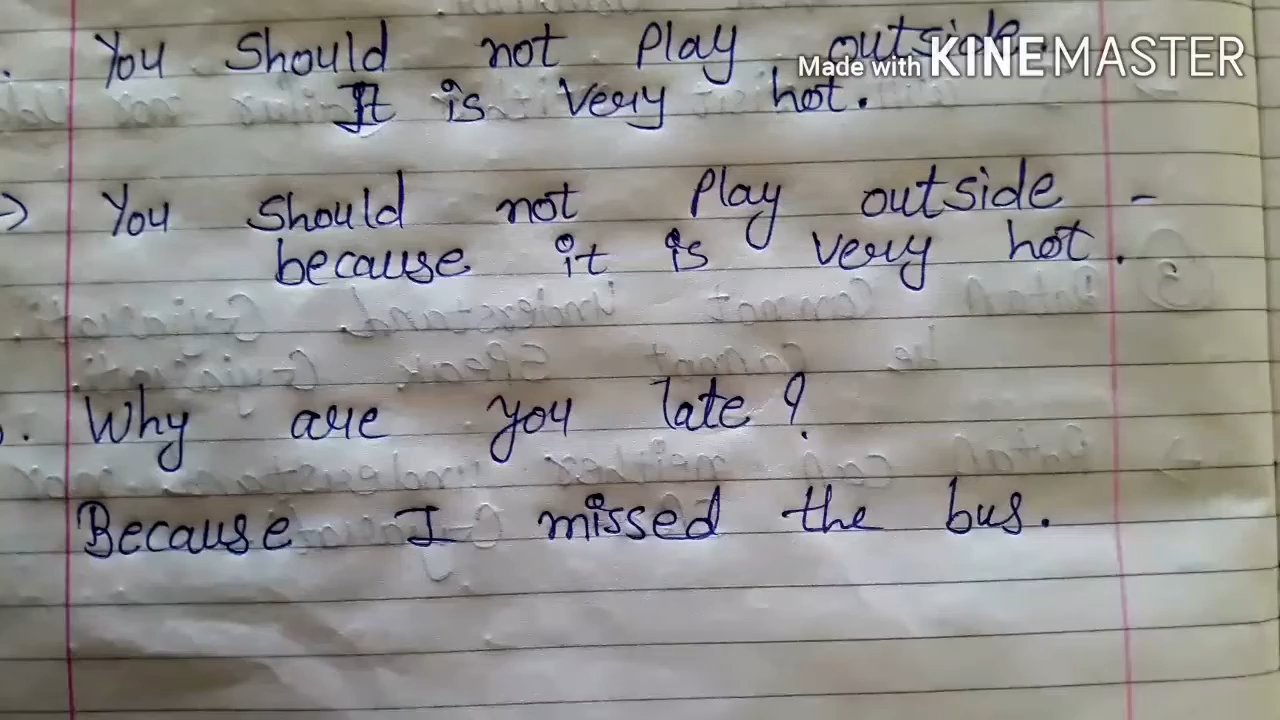 . You Should not Play outside.
Made with KINEMASTER
It is very hot.
→ You should not Play outside -
because it is very hot.
. Why are you late?
Because I missed the bus.